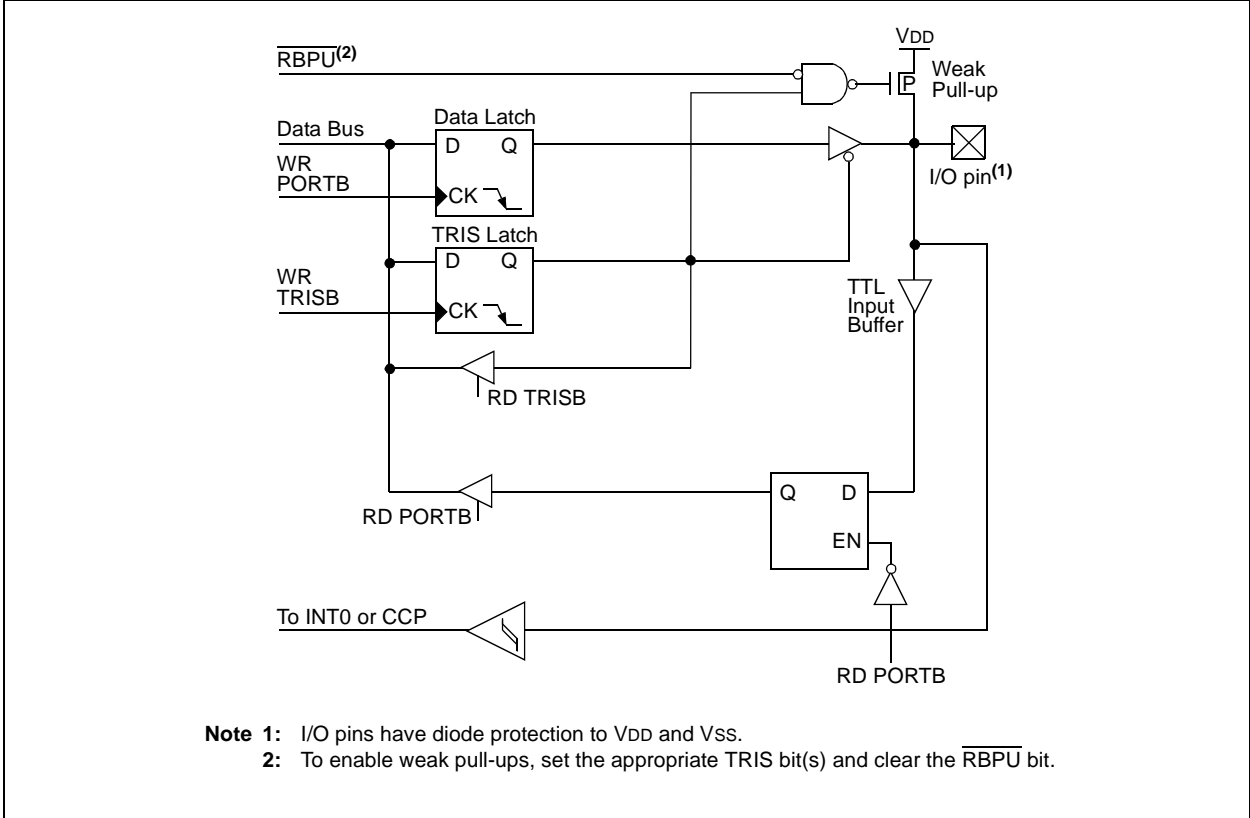 VDD
RBPU(2)
Weak
Pull-up
P
Data Bus
Data Latch
D Q
WR
PORTB
CK
I/O pin(1)
TRIS Latch
D Q
WR
TRISB
CK
TTL
Input
Buffer
RD TRISB
Q D
RD PORTB
EN
To INT0 or CCP
RD PORTB
Note 1: I/O pins have diode protection to VDD and VSS.
2: To enable weak pull-ups, set the appropriate TRIS bit(s) and clear the RBPU bit.